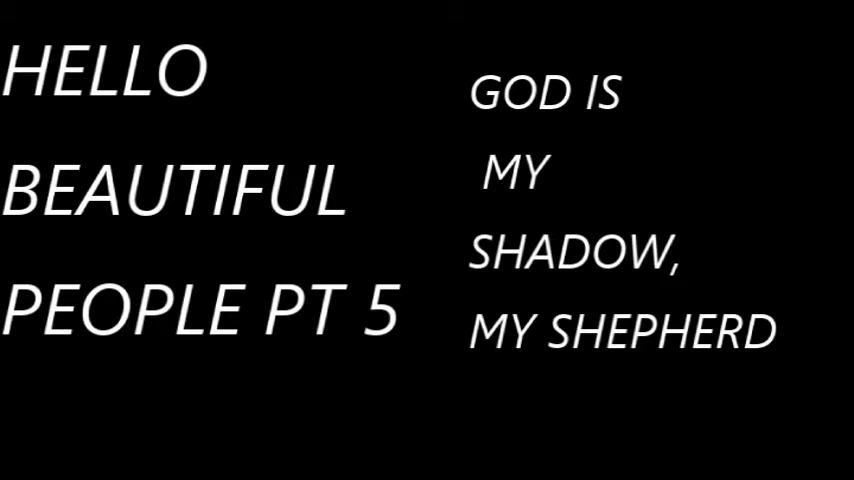 HELLO
BEAUTIFUL
PEOPLE PT 5
GOD IS
MY
SHADOW,
MY SHEPHERD